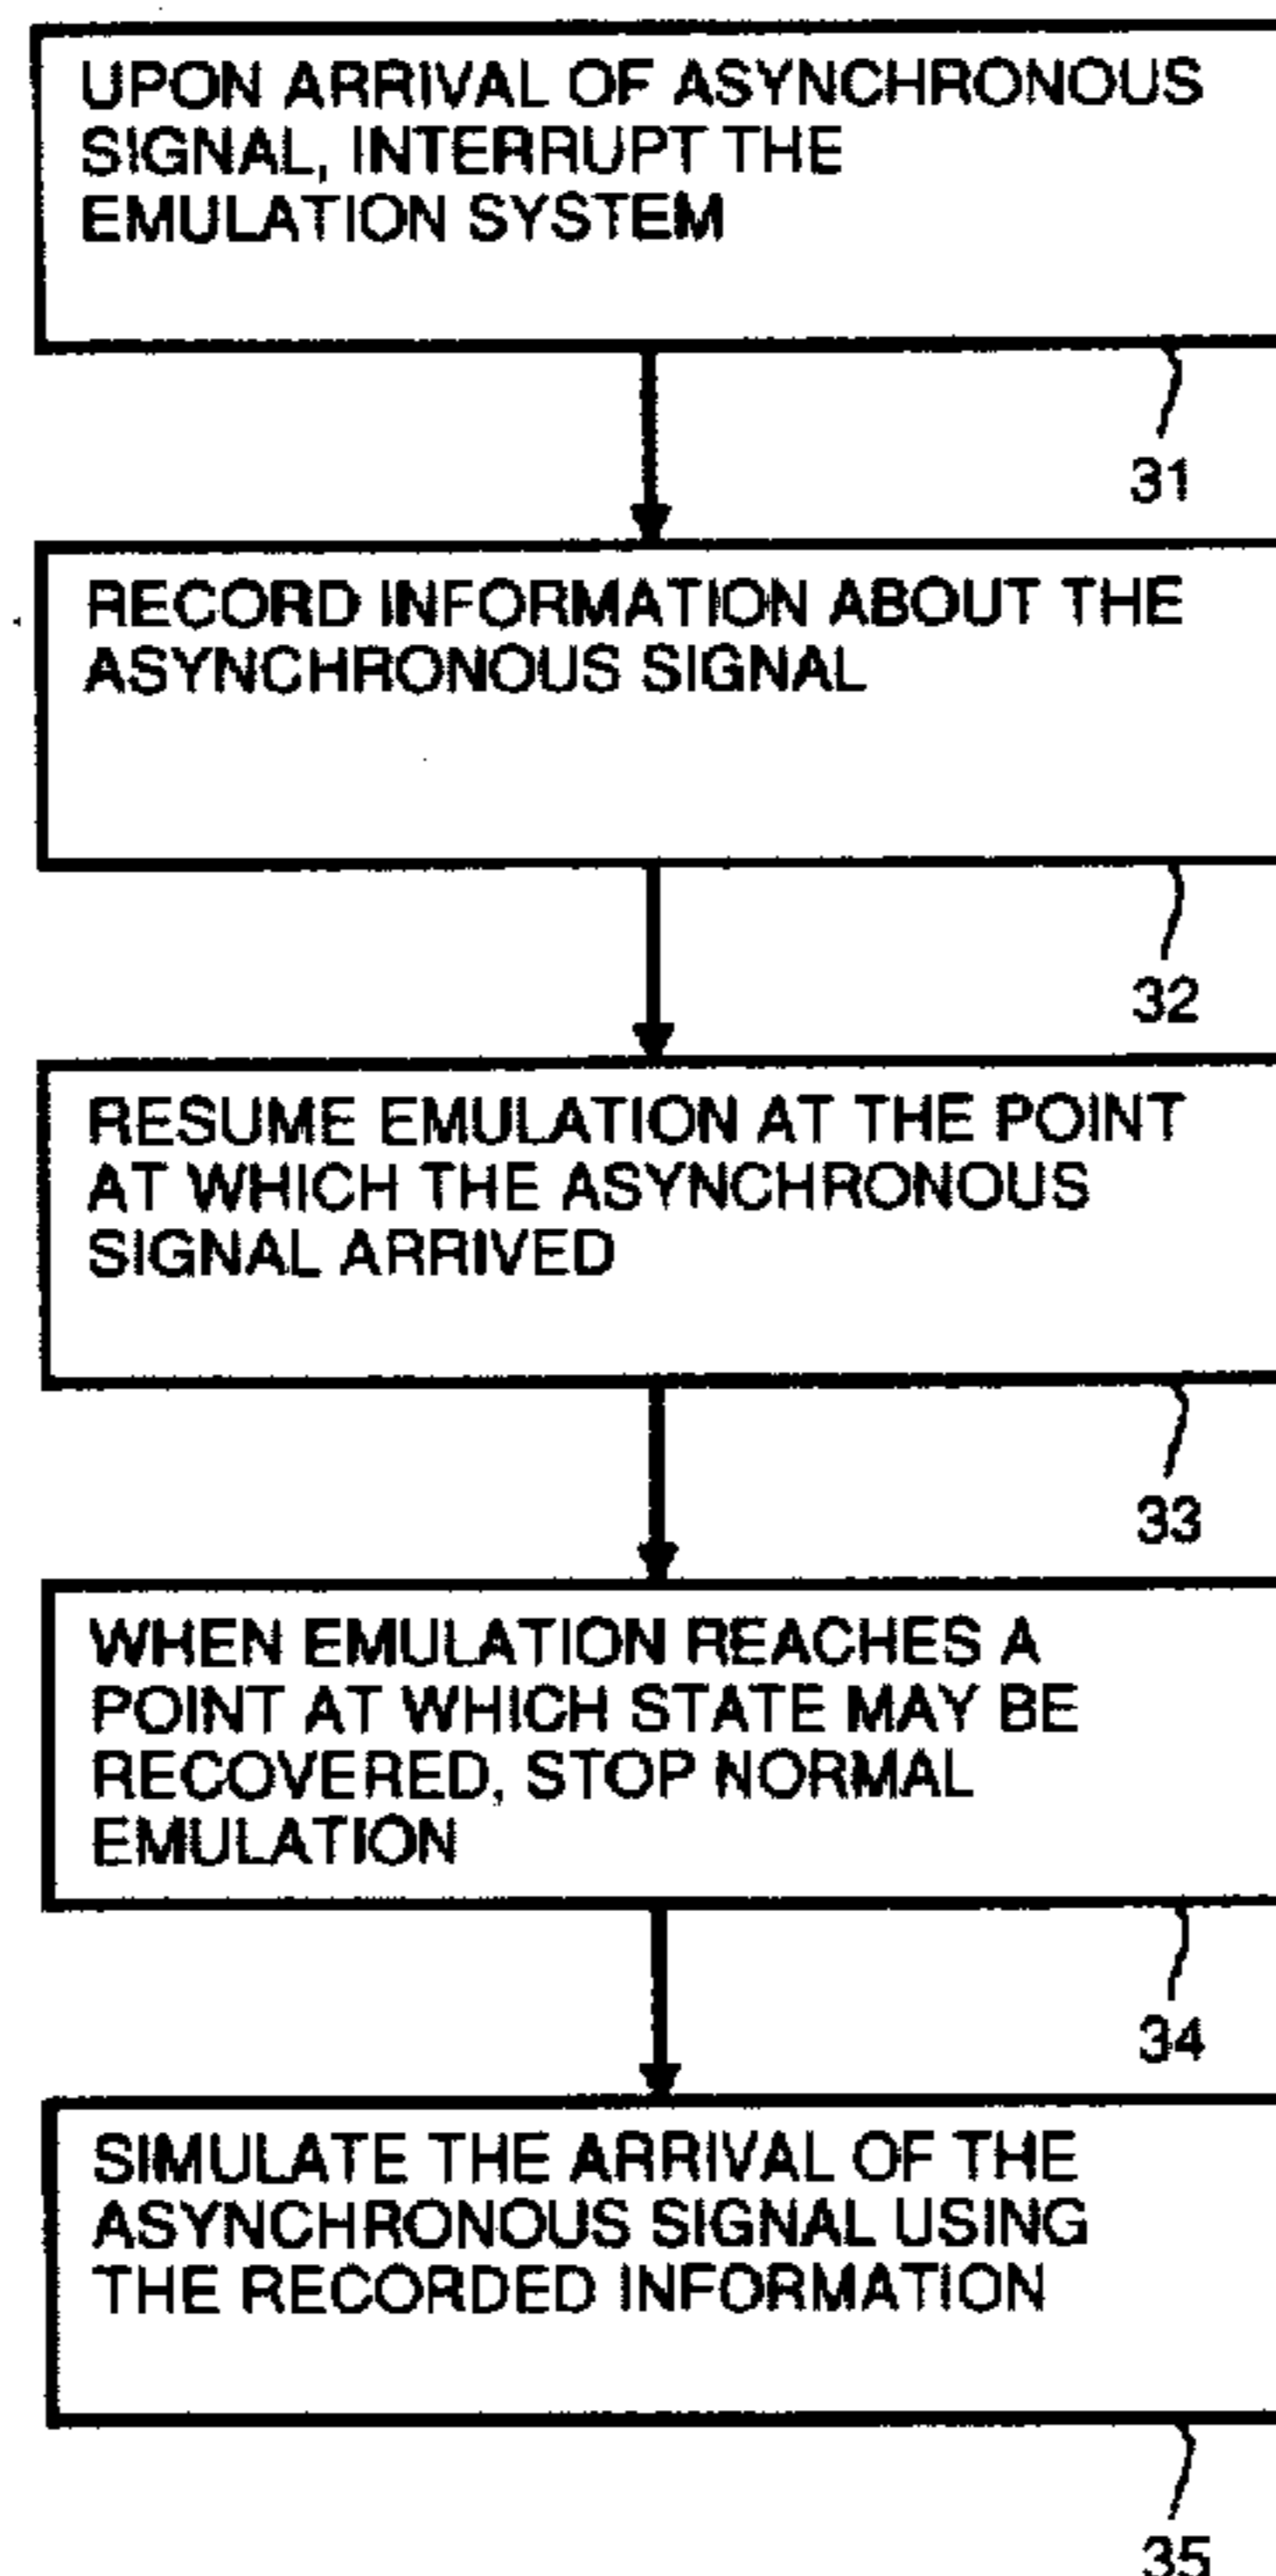 UPON ARRIVAL OF ASYNCHRONOUS
SIGNAL, INTERRUPT THE
EMULATION SYSTEM
31
RECORD INFORMATION ABOUT THE
ASYNCHRONOUS SIGNAL
32
RESUME EMULATION AT THE POINT
AT WHICH THE ASYNCHRONOUS
SIGNAL ARRIVED
33
WHEN EMULATION REACHES A
POINT AT WHICH STATE MAY BE
RECOVERED, STOP NORMAL
EMULATION
34
SIMULATE THE ARRIVAL OF THE
ASYNCHRONOUS SIGNAL USING
THE RECORDED INFORMATION
35